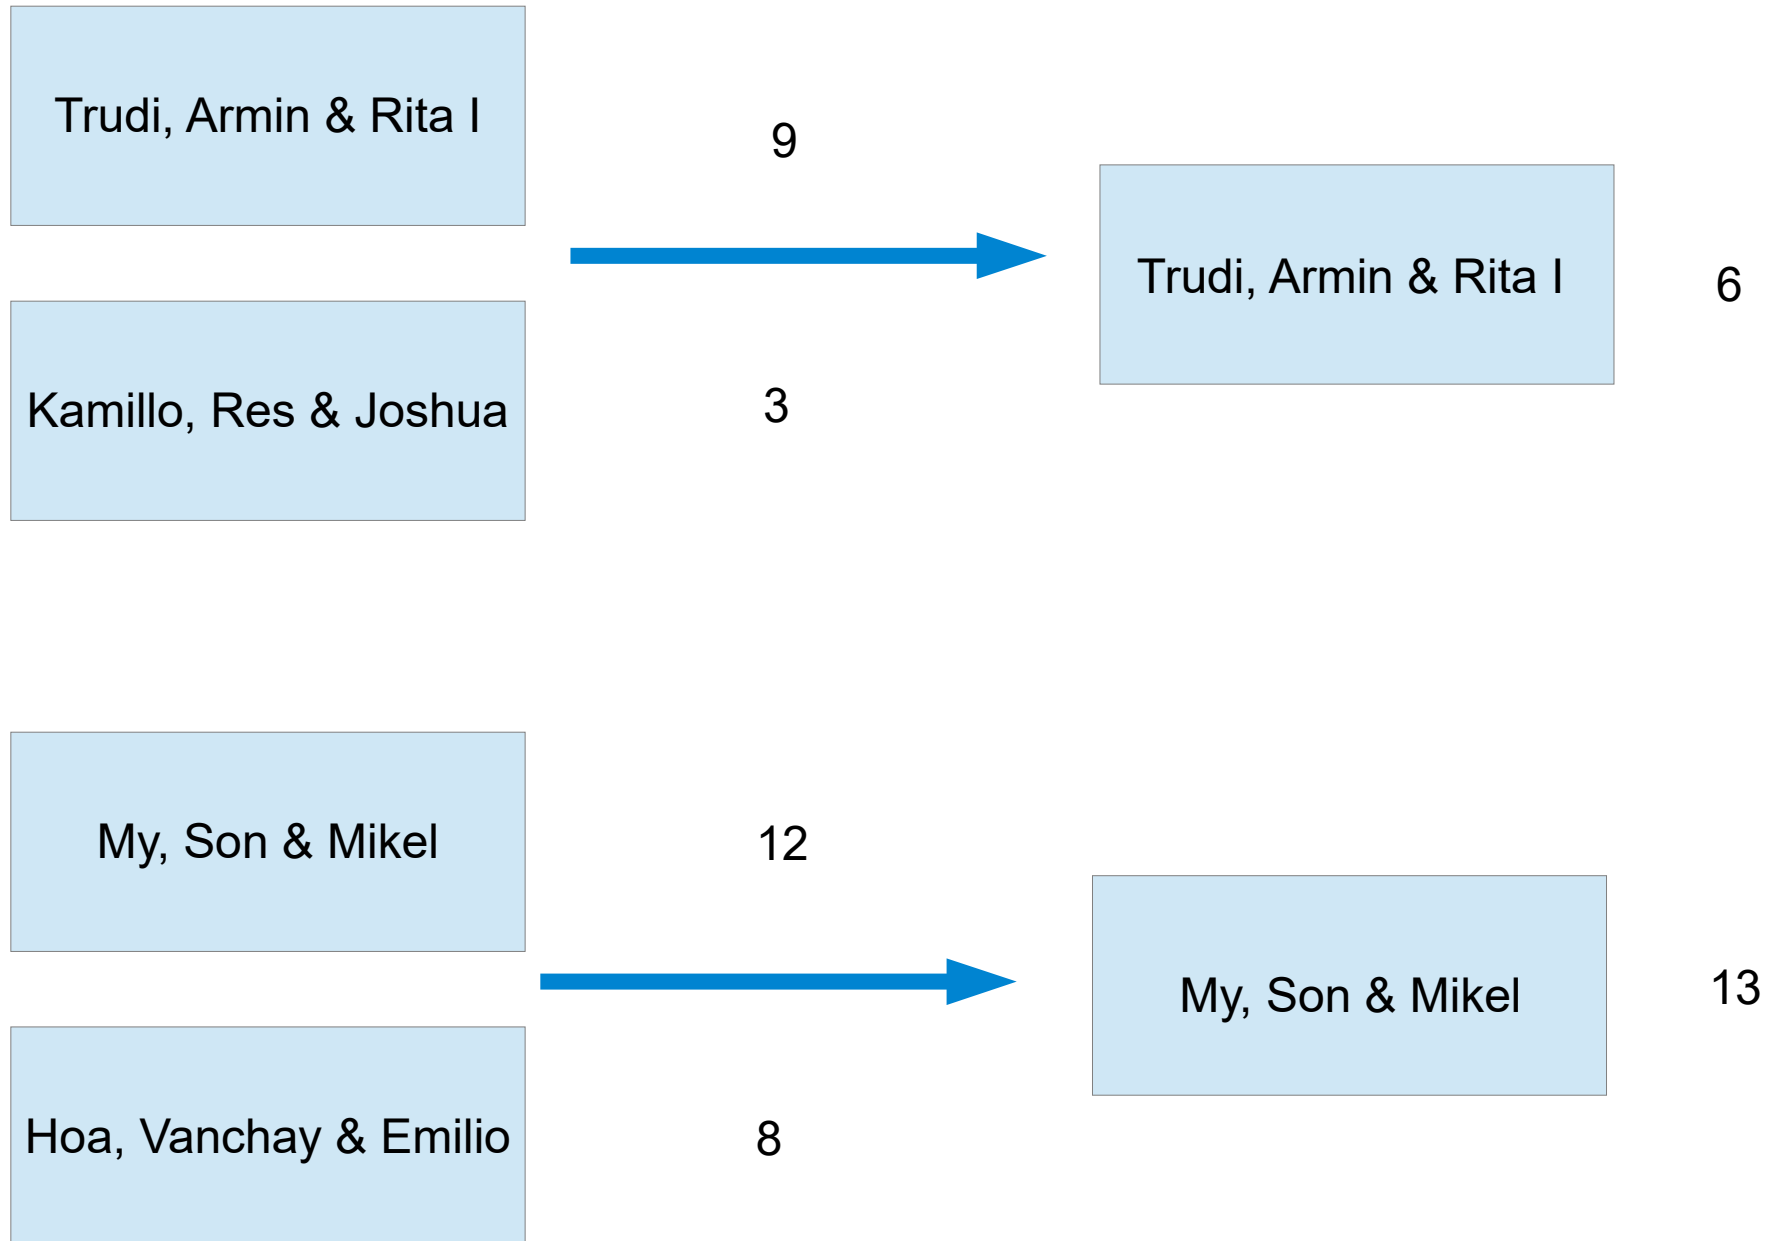 Trudi, Armin & Rita I
9
Trudi, Armin & Rita I
6
Kamillo, Res & Joshua
3
My, Son & Mikel
12
My, Son & Mikel
13
Hoa, Vanchay & Emilio
8